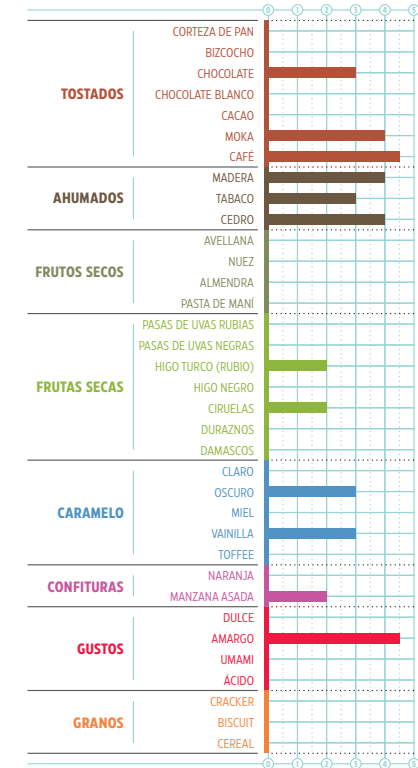 0 1 2 3 4 5
TOSTADOS
CORTEZA DE PAN
BIZCOCHO
CHOCOLATE
CHOCOLATE BLANCO
CACAO
MOKA
CAFÉ
AHUMADOS
MADERA
TABACO
CEDRO
FRUTOS SECOS
AVELLANA
NUEZ
ALMENDRA
PASTA DE MANÍ
FRUTAS SECAS
PASAS DE UVAS RUBIAS
PASAS DE UVAS NEGRAS
HIGO TURCO (RUBIO)
HIGO NEGRO
CIRUELAS
DURAZNOS
DAMASCOS
CARAMELO
CLARO
OSCURO
MIEL
VAINILLA
TOFFEE
CONFITURAS
NARANJA
MANZANA ASADA
GUSTOS
DULCE
AMARGO
UMAMI
ÁCIDO
GRANOS
CRACKER
BISCUIT
CEREAL
0 1 2 3 4 5